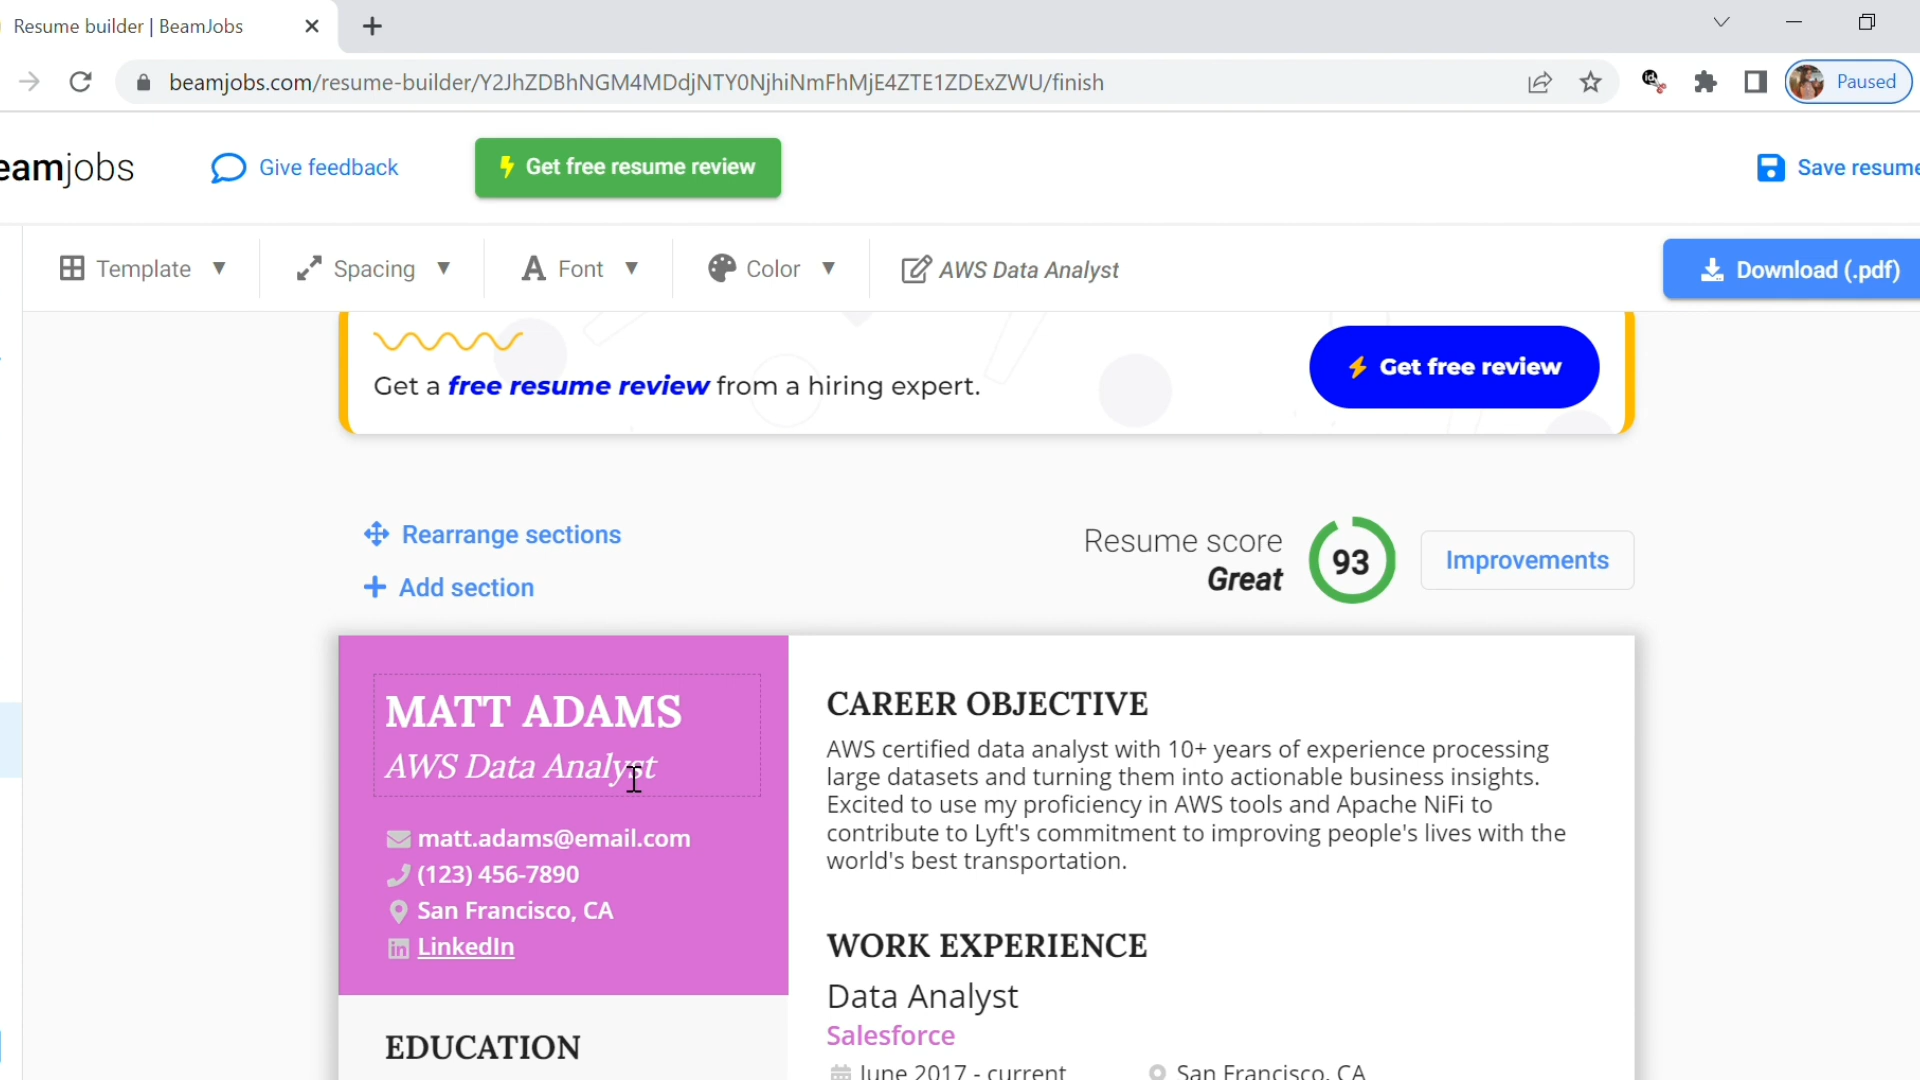 Resume builder | BeamJobs
beamjobs.com/resume-builder/Y2JhZDBhNGM4MDdjNTY0NjhiNmFhMjE4ZTE1ZDExZWU/finish
Paused
eamjobs
Give feedback
Get free resume review
Save resume
Template
Spacing
Font
Color
AWS Data Analyst
Download (.pdf)
Get a free resume review from a hiring expert.
Get free review
Rearrange sections
Add section
Resume score
Great
93
Improvements
MATT ADAMS
AWS Data Analyst
matt.adams@email.com
(123) 456-7890
San Francisco, CA
LinkedIn
EDUCATION
CAREER OBJECTIVE
AWS certified data analyst with 10+ years of experience processing
large datasets and turning them into actionable business insights.
Excited to use my proficiency in AWS tools and Apache NiFi to
contribute to Lyft's commitment to improving people's lives with the
world's best transportation.
WORK EXPERIENCE
Data Analyst
Salesforce
June 2017 - current
San Francisco, CA